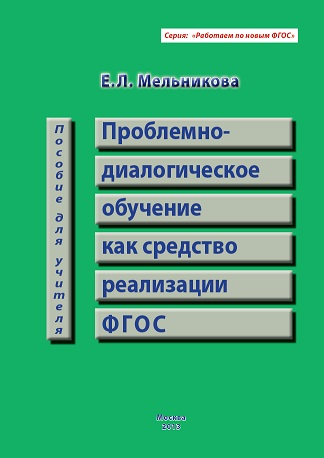 Серия: «Работаем по новым ФГОС»
Е.Л. Мельникова
Пособие для учителя
Проблемно-
диалогическое
обучение
как средство
реализации
ФГОС
Москва
2013